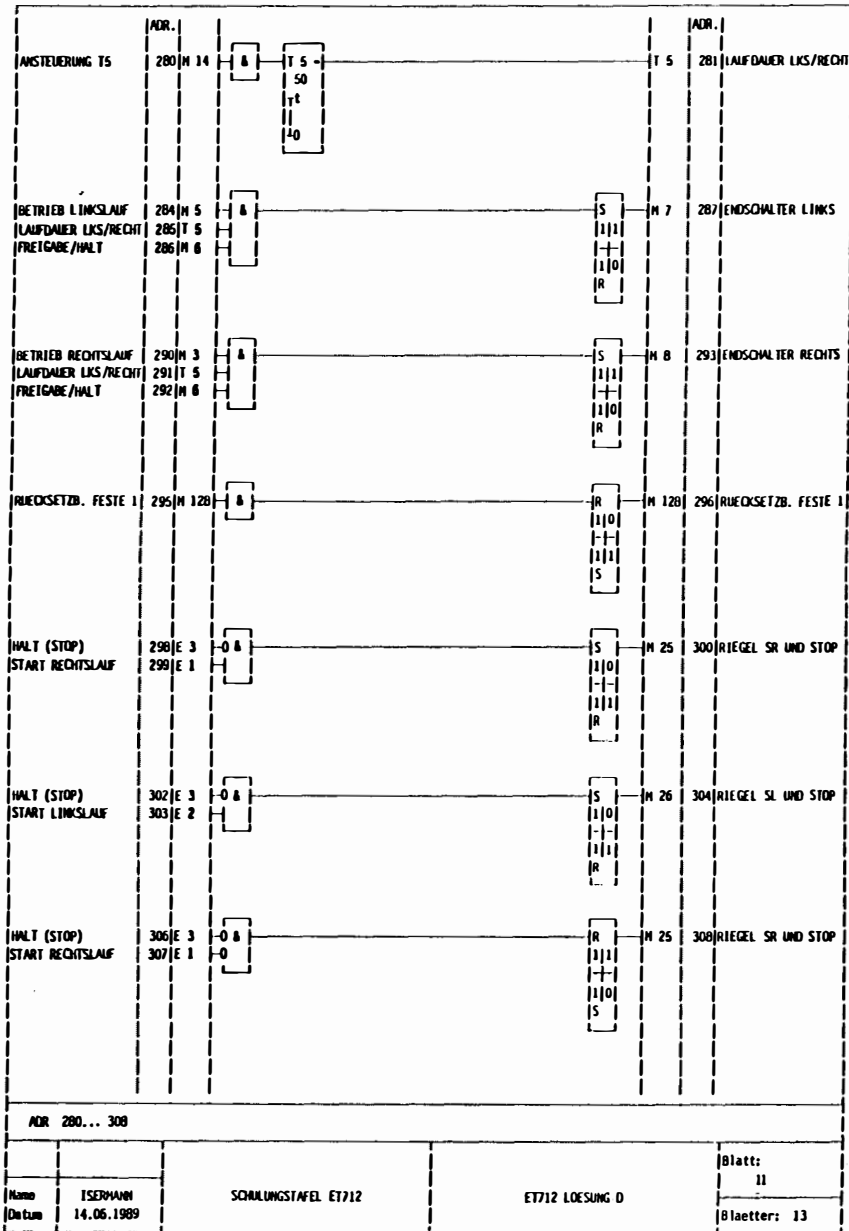 ADR. ADR.
ANSTEUERUNG T5 280 M 14 & T 5 = T 5 281 LAUFDAUER LKS/RECHT
50
t
0
BETRIEB LINKSLAUF 284 M 5 & S M 7 287 ENDSCHALTER LINKS
LAUFDAUER LKS/RECHT 285 T 5 1|1
FREIGABE/HALT 286 M 6 1|0
R
BETRIEB RECHTSLAUF 290 M 3 & S M 8 293 ENDSCHALTER RECHTS
LAUFDAUER LKS/RECHT 291 T 5 1|1
FREIGABE/HALT 292 M 6 1|0
R
RUECKSETZB. FESTE 1 295 M 128 & R M 128 296 RUECKSETZB. FESTE 1
1|0
1|1
S
HALT (STOP) 298 E 3 O & S M 25 300 RIEGEL SR UND STOP
START RECHTSLAUF 299 E 1 1|0
1|1
R
HALT (STOP) 302 E 3 O & S M 26 304 RIEGEL SL UND STOP
START LINKSLAUF 303 E 2 1|0
1|1
R
HALT (STOP) 306 E 3 O & R M 25 308 RIEGEL SR UND STOP
START RECHTSLAUF 307 E 1 O 1|1
1|0
S
ADR 280... 308
Name ISERMANN
Datum 14.06.1989
SCHULUNGSTAFEL ET712
ET712 LOESUNG D
Blatt:
11
Blaetter: 13